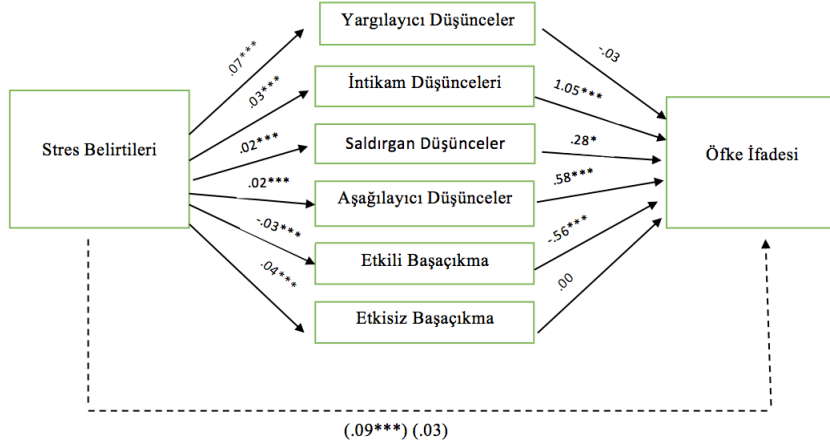 Yargılayıcı Düşünceler
.07***
-.03
İntikam Düşünceleri
.03***
1.05***
Stres Belirtileri
Saldırgan Düşünceler
Öfke İfadesi
.02***
.28*
.02***
Aşağılayıcı Düşünceler
.58***
-.03***
Etkili Başaçıkma
-.56***
.04***
Etkisiz Başaçıkma
.00
(.09***) (.03)